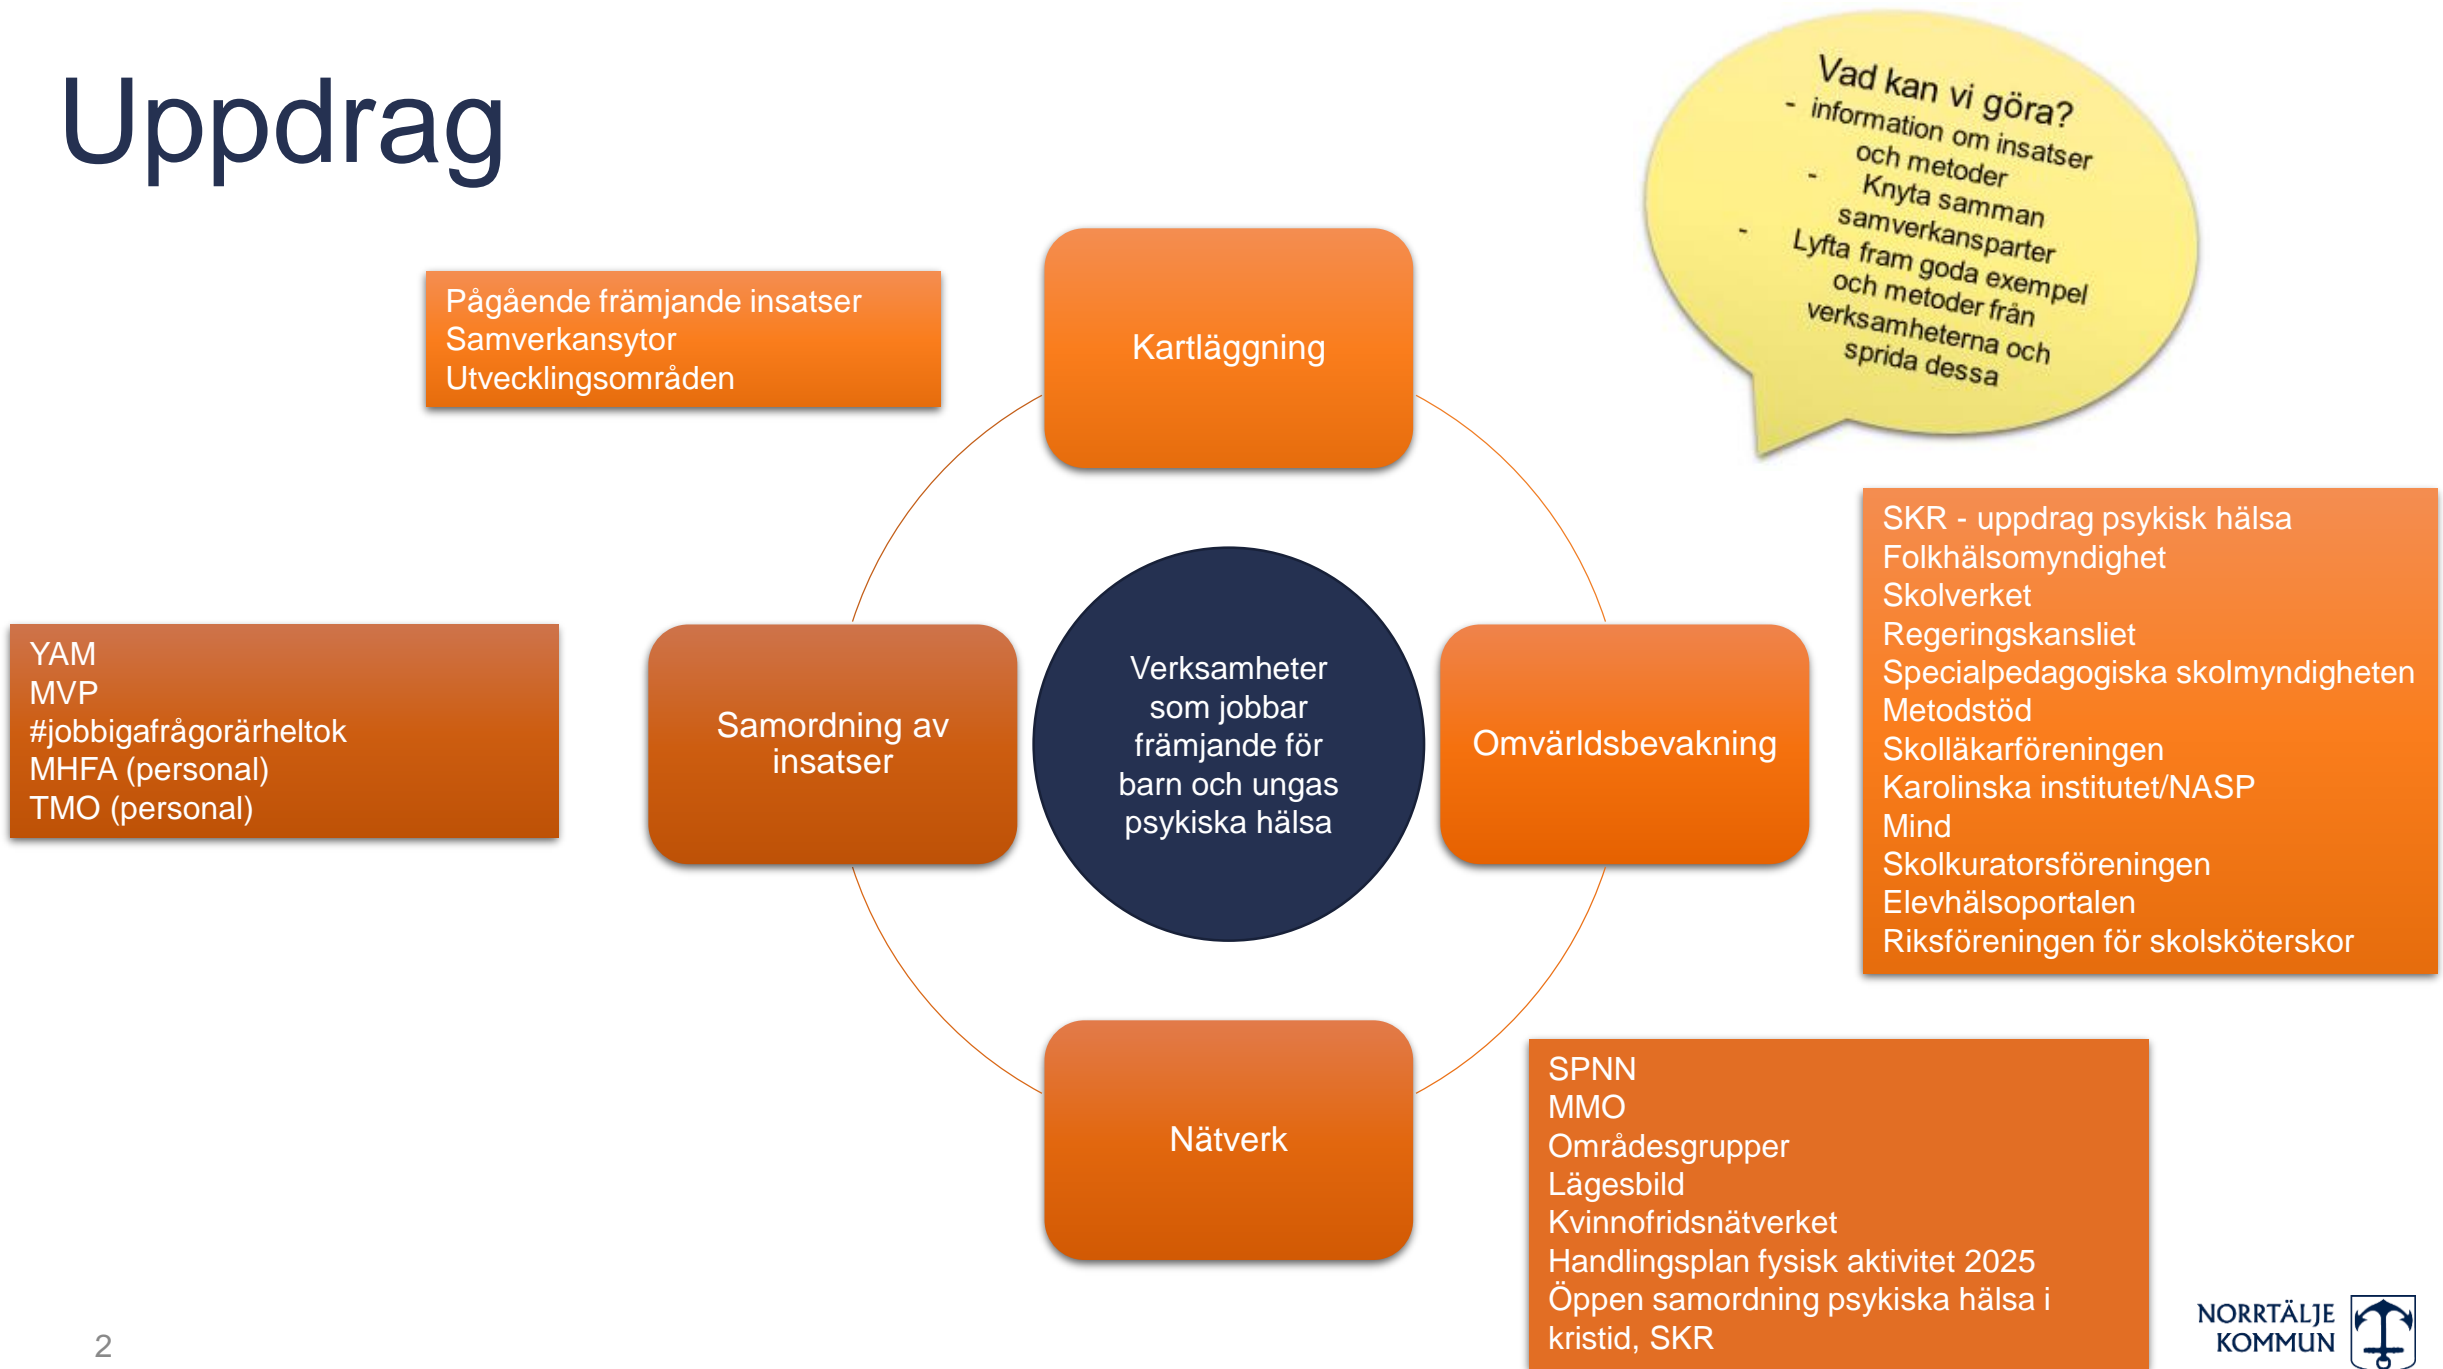 Uppdrag
Vad kan vi göra?
- information om insatser
och metoder
- Knyta samman
samverkansparter
- Lyfta fram goda exempel
och metoder från
verksamheterna och
sprida dessa
Pågående främjande insatser
Samverkansytor
Utvecklingsområden
Kartläggning
SKR - uppdrag psykisk hälsa
Folkhälsomyndighet
Skolverket
Regeringskansliet
Specialpedagogiska skolmyndigheten
Metodstöd
Skolläkarföreningen
Karolinska institutet/NASP
Mind
Skolkuratorsföreningen
Elevhälsoportalen
Riksföreningen för skolsköterskor
YAM
MVP
#jobbigafrågorärheltok
MHFA (personal)
TMO (personal)
Samordning av
insatser
Verksamheter
som jobbar
främjande för
barn och ungas
psykiska hälsa
Omvärldsbevakning
Nätverk
SPNN
MMO
Områdesgrupper
Lägesbild
Kvinnofridsnätverket
Handlingsplan fysisk aktivitet 2025
Öppen samordning psykiska hälsa i
kristid, SKR
2
NORRTÄLJE
KOMMUN